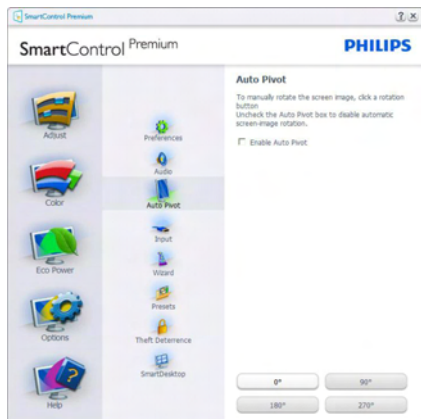 SmartControl Premium
SmartControl Premium
PHILIPS
Adjust
Color
Eco Power
Options
Help
Preferences
Audio
Auto Pivot
Input
Wizard
Presets
Theft Deterrence
SmartDesktop
Auto Pivot
To manually rotate the screen image, click a rotation
button
Uncheck the Auto Pivot box to disable automatic
screen-image rotation.
Enable Auto Pivot
0° 90°
180° 270°